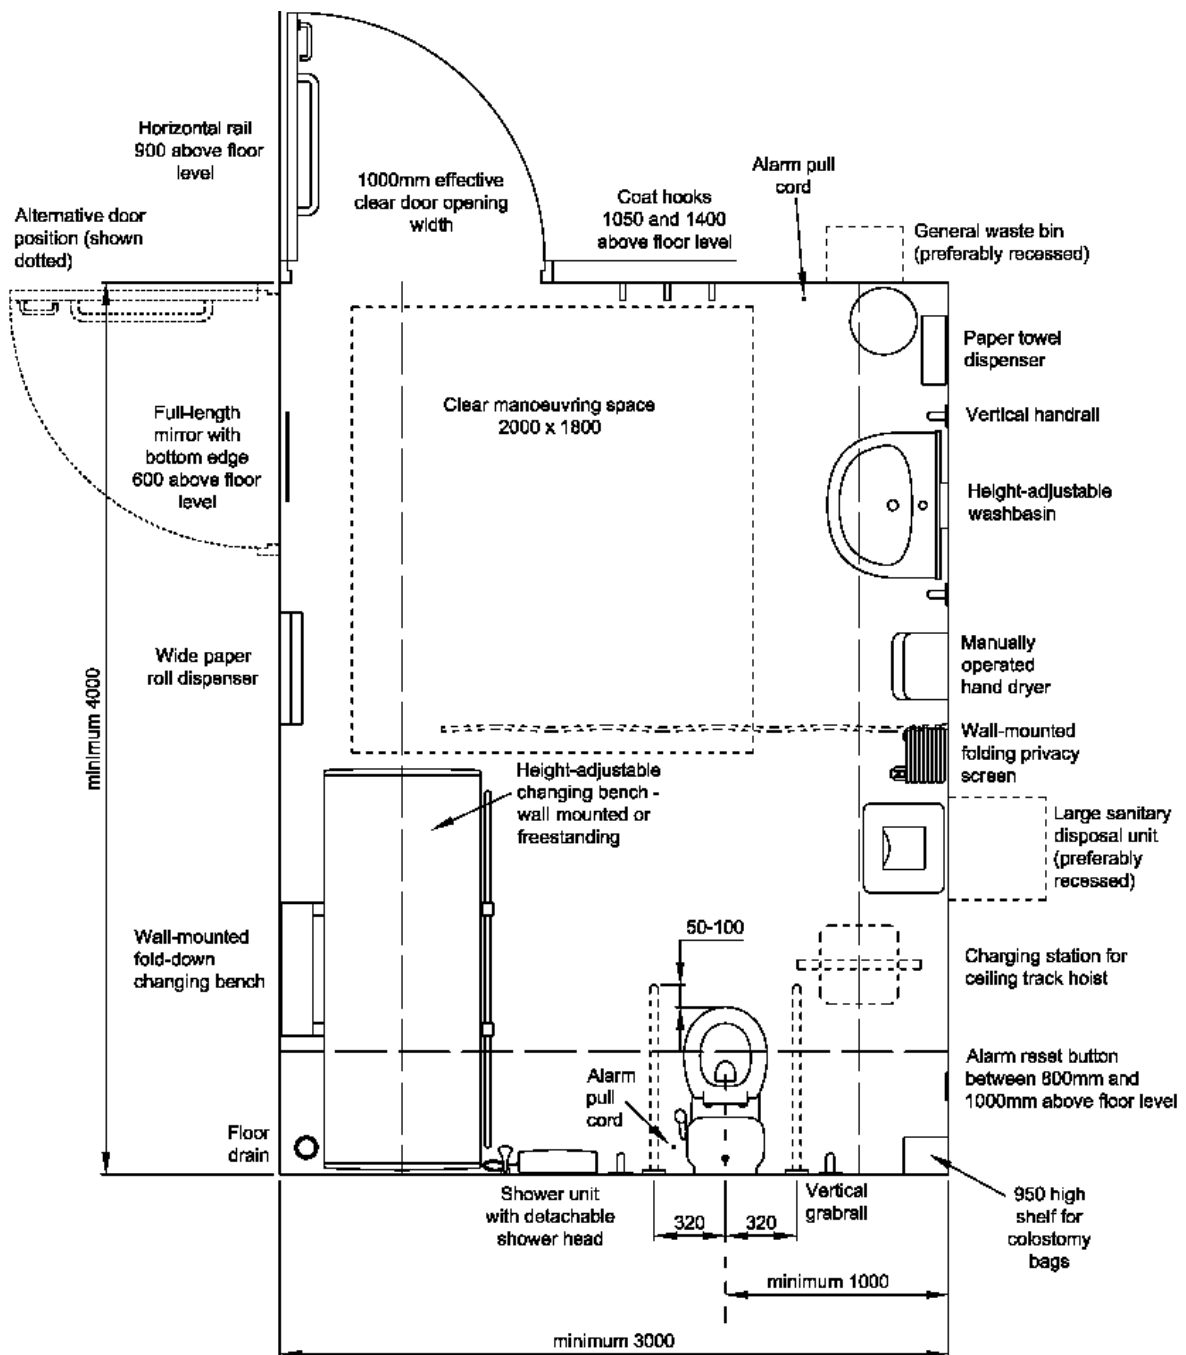 Horizontal rail
900 above floor
level
1000mm effective
clear door opening
width
Coat hooks
1050 and 1400
above floor level
Alarm pull
cord
General waste bin
(preferably recessed)
Alternative door
position (shown
dotted)
Paper towel
dispenser
Full-length
mirror with
bottom edge
600 above floor
level
Clear manoeuvring space
2000 x 1800
Vertical handrail
Height-adjustable
washbasin
Wide paper
roll dispenser
Manually
operated
hand dryer
minimum 4000
Wall-mounted
folding privacy
screen
Height-adjustable
changing bench -
wall mounted or
freestanding
Large sanitary
disposal unit
(preferably
recessed)
Wall-mounted
fold-down
changing bench
50-100
Charging station for
ceiling track hoist
Alarm
pull
cord
Alarm reset button
between 800mm and
1000mm above floor level
Floor
drain
Shower unit
with detachable
shower head
320
320
Vertical
grabrail
950 high
shelf for
colostomy
bags
minimum 1000
minimum 3000